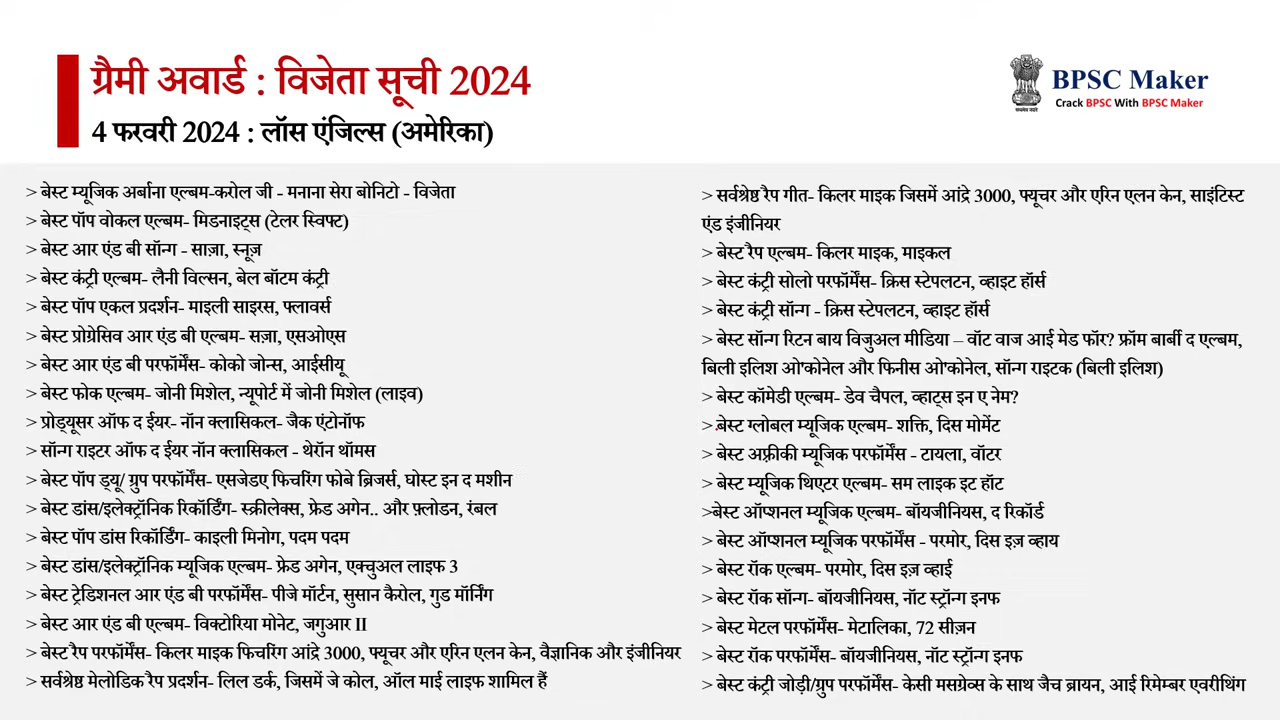 ग्रैमी अवार्ड : विजेता सूची 2024
4 फरवरी 2024 : लॉस एंजिल्स (अमेरिका)
सत्यमेव जयते
BPSC Maker
Crack BPSC With BPSC Maker
> बेस्ट म्यूजिक अर्बाना एल्बम-करोल जी - मनाना सेरा बोनिटो - विजेता
> बेस्ट पॉप वोकल एल्बम- मिडनाइट्स (टेलर स्विफ्ट)
> बेस्ट आर एंड बी सॉन्ग - साज़ा, स्नूज़
> बेस्ट कंट्री एल्बम- लैनी विल्सन, बेल बॉटम कंट्री
> बेस्ट पॉप एकल प्रदर्शन- माइली साइरस, फ्लावर्स
> बेस्ट प्रोग्रेसिव आर एंड बी एल्बम- सज़ा, एसओएस
> बेस्ट आर एंड बी परफॉर्मेंस- कोको जोन्स, आईसीयू
> बेस्ट फोक एल्बम- जोनी मिशेल, न्यूपोर्ट में जोनी मिशेल (लाइव)
> प्रोड्यूसर ऑफ द ईयर- नॉन क्लासिकल- जैक एंटोनॉफ
> सॉन्ग राइटर ऑफ द ईयर नॉन क्लासिकल - थेरॉन थॉमस
> बेस्ट पॉप ड्यू/ ग्रुप परफॉर्मेंस- एसजेडए फिचरिंग फोबे ब्रिजर्स, घोस्ट इन द मशीन
> बेस्ट डांस/इलेक्ट्रॉनिक रिकॉर्डिंग- स्क्रीलेक्स, फ्रेड अगेन.. और फ़्लोडन, रंबल
> बेस्ट पॉप डांस रिकॉर्डिंग- काइली मिनोग, पदम पदम
> बेस्ट डांस/इलेक्ट्रॉनिक म्यूजिक एल्बम- फ्रेड अगेन, एक्चुअल लाइफ 3
> बेस्ट ट्रेडिशनल आर एंड बी परफॉर्मेंस- पीजे मॉर्टन, सुसान कैरोल, गुड मॉर्निंग
> बेस्ट आर एंड बी एल्बम- विक्टोरिया मोनेट, जगुआर II
> बेस्ट रैप परफॉर्मेंस- किलर माइक फिचरिंग आंद्रे 3000, फ्यूचर और एरिन एलन केन, वैज्ञानिक और इंजीनियर
> सर्वश्रेष्ठ मेलोडिक रैप प्रदर्शन- लिल डर्क, जिसमें जे कोल, ऑल माई लाइफ शामिल हैं
> सर्वश्रेष्ठ रैप गीत- किलर माइक जिसमें आंद्रे 3000, फ्यूचर और एरिन एलन केन, साइंटिस्ट
एंड इंजीनियर
> बेस्ट रैप एल्बम- किलर माइक, माइकल
> बेस्ट कंट्री सोलो परफॉर्मेंस- क्रिस स्टेपलटन, व्हाइट हॉर्स
> बेस्ट कंट्री सॉन्ग - क्रिस स्टेपलटन, व्हाइट हॉर्स
> बेस्ट सॉन्ग रिटन बाय विजुअल मीडिया – वॉट वाज आई मेड फॉर? फ्रॉम बार्बी द एल्बम,
बिली इलिश ओ'कोनेल और फिनीस ओ'कोनेल, सॉन्ग राइटक (बिली इलिश)
> बेस्ट कॉमेडी एल्बम- डेव चैपल, व्हाट्स इन ए नेम?
> बेस्ट ग्लोबल म्यूजिक एल्बम- शक्ति, दिस मोमेंट
> बेस्ट अफ़्रीकी म्यूजिक परफॉर्मेंस - टायला, वॉटर
> बेस्ट म्यूजिक थिएटर एल्बम- सम लाइक इट हॉट
>बेस्ट ऑप्शनल म्यूजिक एल्बम- बॉयजीनियस, द रिकॉर्ड
> बेस्ट ऑप्शनल म्यूजिक परफॉर्मेंस - परमोर, दिस इज़ व्हाय
> बेस्ट रॉक एल्बम- परमोर, दिस इज़ व्हाई
> बेस्ट रॉक सॉन्ग- बॉयजीनियस, नॉट स्ट्रॉन्ग इनफ
> बेस्ट मेटल परफॉर्मेंस- मेटालिका, 72 सीज़न
> बेस्ट रॉक परफॉर्मेंस- बॉयजीनियस, नॉट स्ट्रॉन्ग इनफ
> बेस्ट कंट्री जोड़ी/ग्रुप परफॉर्मेंस- केसी मसग्रेव्स के साथ जैच ब्रायन, आई रिमेम्बर एवरीथिंग